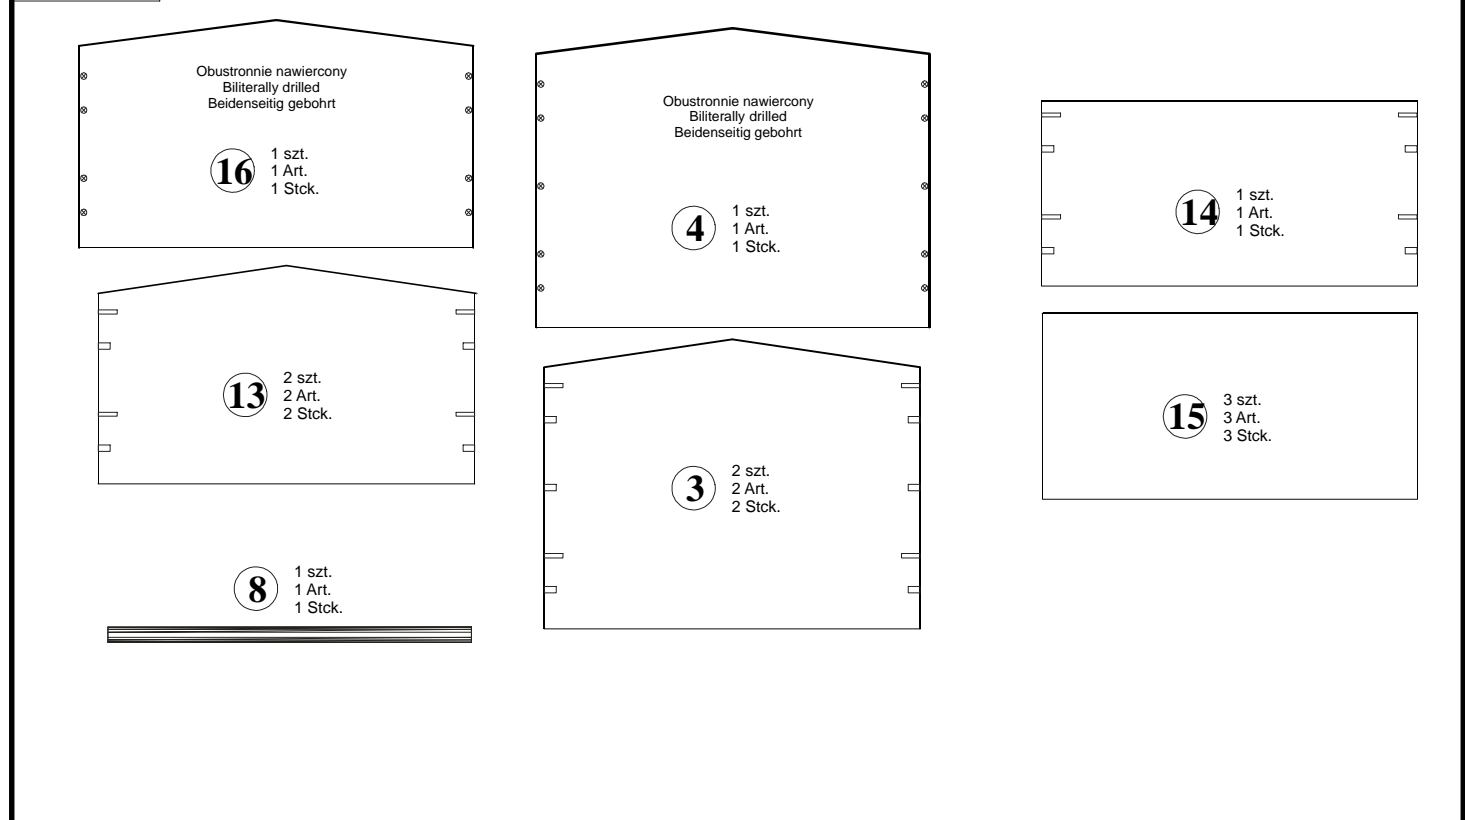 Obustronnie nawiercony
Biliterally drilled
Beidenseitig gebohrt
16
1 szt.
1 Art.
1 Stck.
Obustronnie nawiercony
Biliterally drilled
Beidenseitig gebohrt
4
1 szt.
1 Art.
1 Stck.
14
1 szt.
1 Art.
1 Stck.
13
2 szt.
2 Art.
2 Stck.
3
2 szt.
2 Art.
2 Stck.
15
3 szt.
3 Art.
3 Stck.
8
1 szt.
1 Art.
1 Stck.